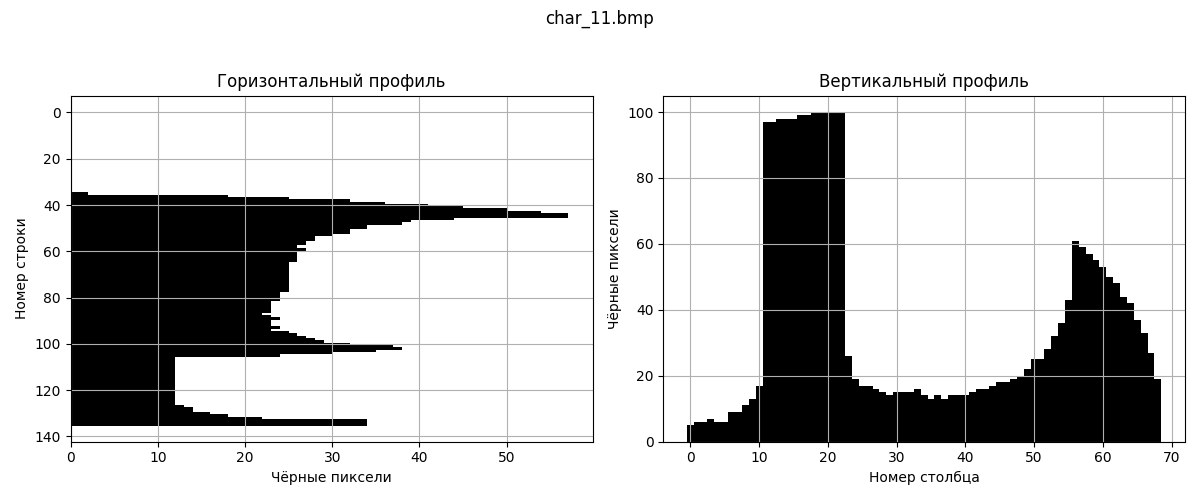 char_11.bmp
Горизонтальный профиль
0
20
40
60
80
100
120
140
Номер строки
0 10 20 30 40 50
Чёрные пиксели
Вертикальный профиль
100
80
60
40
20
0
Чёрные пиксели
0 10 20 30 40 50 60 70
Номер столбца